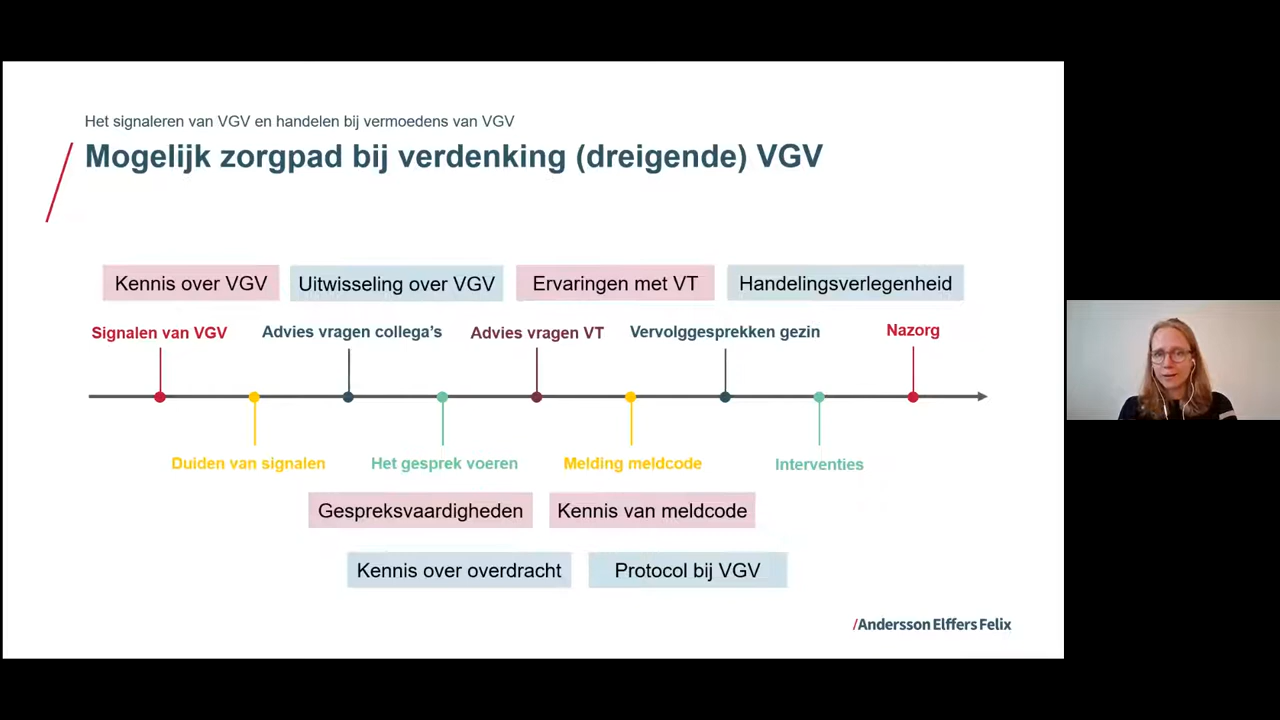 Het signaleren van VGV en handelen bij vermoedens van VGV
Mogelijk zorgpad bij verdenking (dreigende) VGV
Kennis over VGV
Uitwisseling over VGV
Ervaringen met VT
Handelingsverlegenheid
Signalen van VGV
Advies vragen collega's
Advies vragen VT
Vervolggesprekken gezin
Nazorg
Duiden van signalen
Het gesprek voeren
Melding meldcode
Interventies
Gespreksvaardigheden
Kennis van meldcode
Kennis over overdracht
Protocol bij VGV
/Andersson Elffers Felix